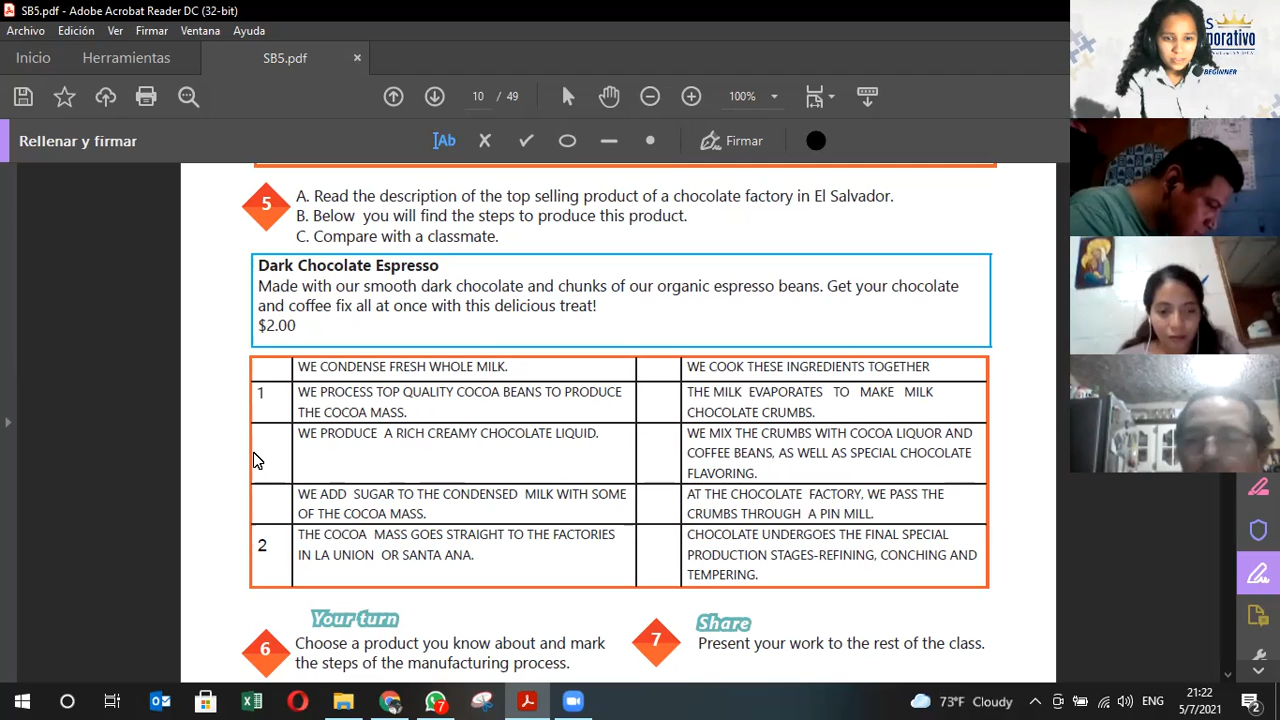 SB5.pdf - Adobe Acrobat Reader DC (32-bit)
Archivo Edición Ver Firmar Ventana Ayuda
Inicio Herramientas SB5.pdf ×
10 / 49 100%
Rellenar y firmar Ab Firmar
5
A. Read the description of the top selling product of a chocolate factory in El Salvador.
B. Below you will find the steps to produce this product.
C. Compare with a classmate.
Dark Chocolate Espresso
Made with our smooth dark chocolate and chunks of our organic espresso beans. Get your chocolate
and coffee fix all at once with this delicious treat!
$2.00
WE CONDENSE FRESH WHOLE MILK.
WE COOK THESE INGREDIENTS TOGETHER
1
WE PROCESS TOP QUALITY COCOA BEANS TO PRODUCE
THE COCOA MASS.
THE MILK EVAPORATES TO MAKE MILK
CHOCOLATE CRUMBS.
WE PRODUCE A RICH CREAMY CHOCOLATE LIQUID.
WE MIX THE CRUMBS WITH COCOA LIQUOR AND
COFFEE BEANS, AS WELL AS SPECIAL CHOCOLATE
FLAVORING.
WE ADD SUGAR TO THE CONDENSED MILK WITH SOME
OF THE COCOA MASS.
AT THE CHOCOLATE FACTORY, WE PASS THE
CRUMBS THROUGH A PIN MILL.
2
THE COCOA MASS GOES STRAIGHT TO THE FACTORIES
IN LA UNION OR SANTA ANA.
CHOCOLATE UNDERGOES THE FINAL SPECIAL
PRODUCTION STAGES-REFINING, CONCHING AND
TEMPERING.
Your turn
6
Choose a product you know about and mark
the steps of the manufacturing process.
Share
7
Present your work to the rest of the class.
BEGINNER
7
73°F Cloudy
ENG
21:22
5/7/2021
2